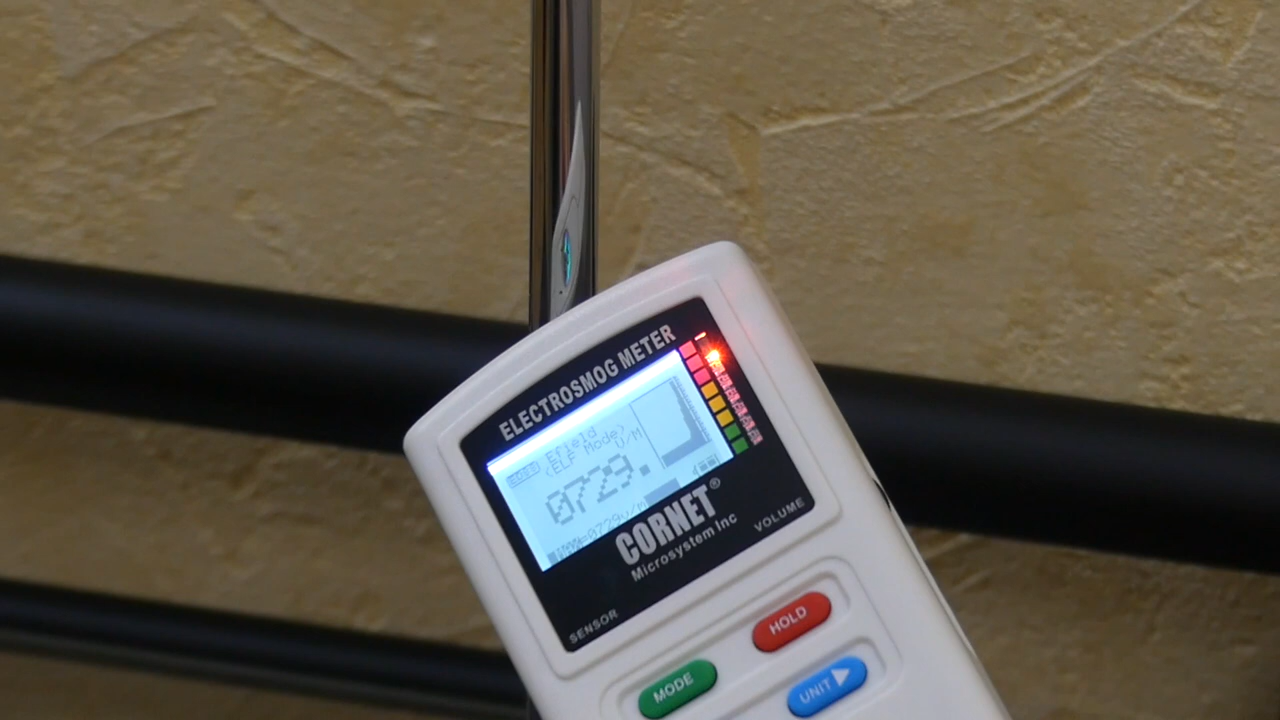 ELECTROSMOG METER
Efield
(ELF Mode)
V/M
0729.
CORNET®
Microsystem Inc
VOLUME
SENSOR
HOLD
MODE
UNIT